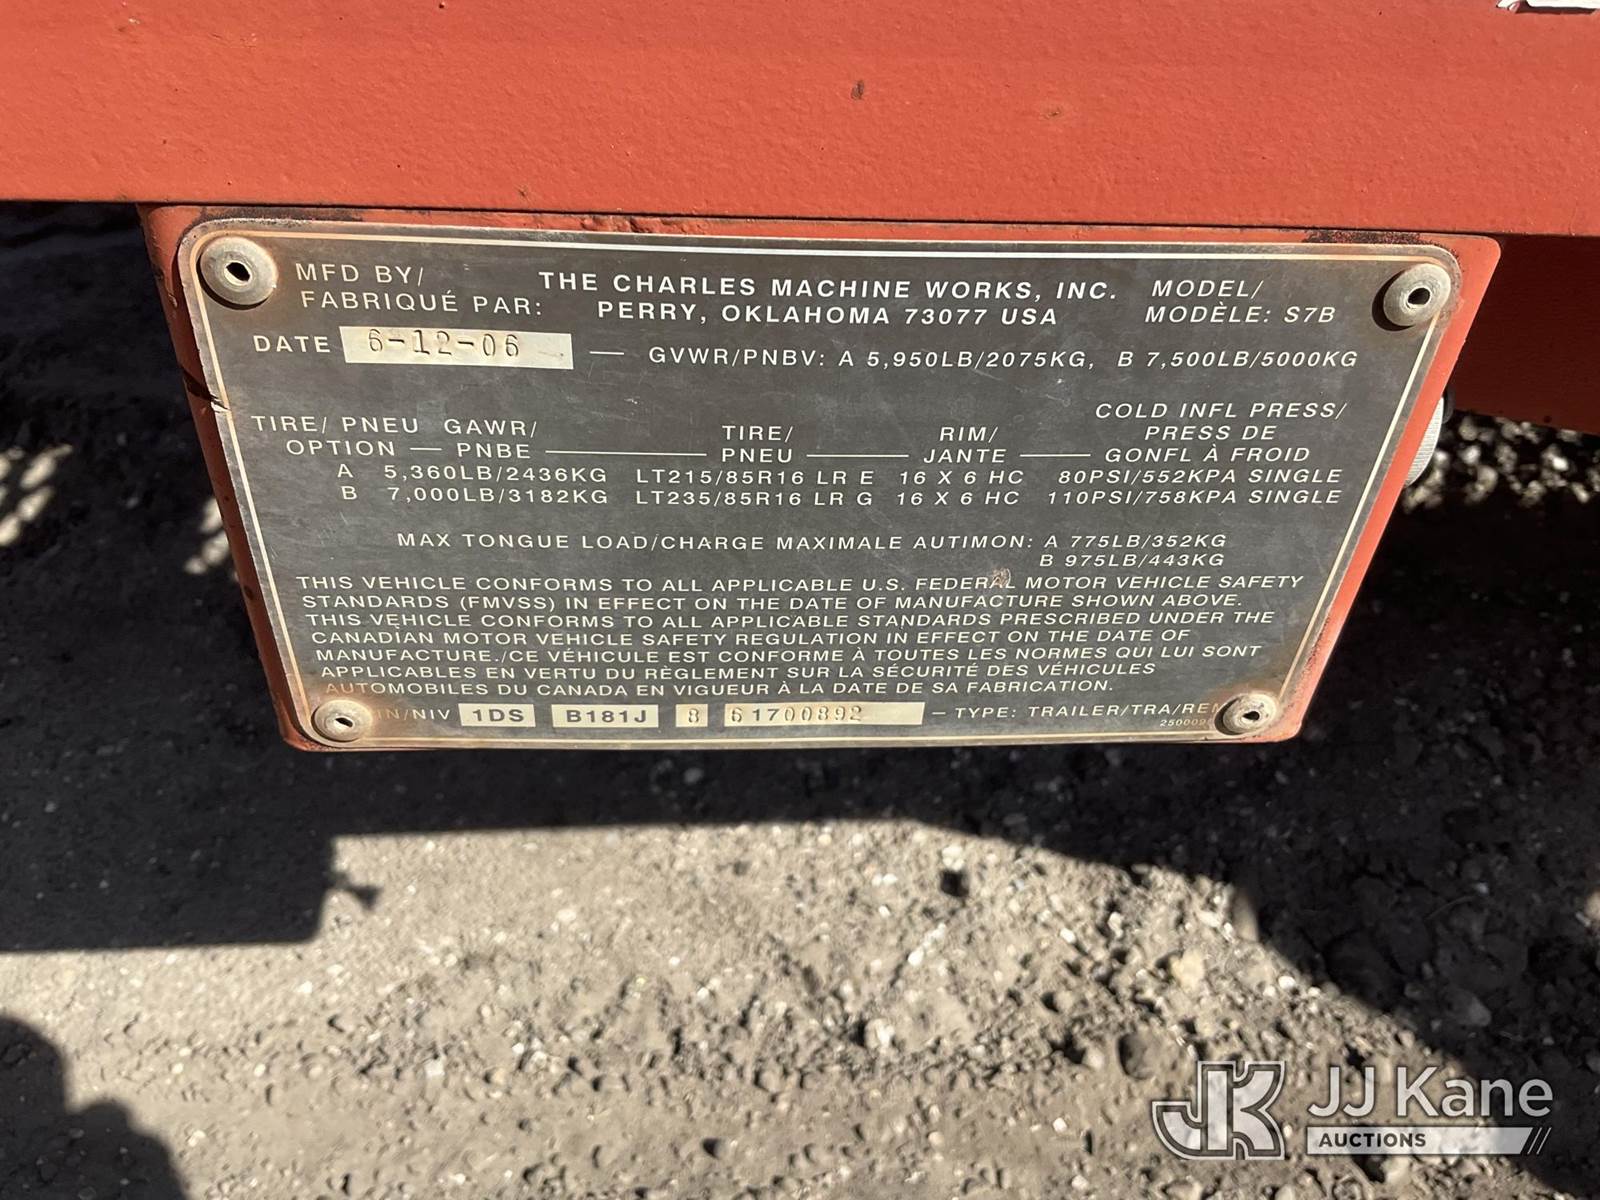 MFD BY/ THE CHARLES MACHINE WORKS, INC. MODEL/
FABRIQUÉ PAR: PERRY, OKLAHOMA 73077 USA MODÈLE: S7B
DATE 6-12-06 — GVWR/PNBV: A 5,950LB/2075KG, B 7,500LB/5000KG
COLD INFL PRESS/
TIRE/ PNEU GAWR/ TIRE/ RIM/ PRESS DE
OPTION — PNBE — PNEU — JANTE — GONFL À FROID
A 5,360LB/2436KG LT215/85R16 LR E 16 X 6 HC 80PSI/552KPA SINGLE
B 7,000LB/3182KG LT235/85R16 LR G 16 X 6 HC 110PSI/758KPA SINGLE
MAX TONGUE LOAD/CHARGE MAXIMALE AUTIMON: A 775LB/352KG
B 975LB/443KG
THIS VEHICLE CONFORMS TO ALL APPLICABLE U.S. FEDERAL MOTOR VEHICLE SAFETY
STANDARDS (FMVSS) IN EFFECT ON THE DATE OF MANUFACTURE SHOWN ABOVE.
THIS VEHICLE CONFORMS TO ALL APPLICABLE STANDARDS PRESCRIBED UNDER THE
CANADIAN MOTOR VEHICLE SAFETY REGULATION IN EFFECT ON THE DATE OF
MANUFACTURE./CE VÉHICULE EST CONFORME À TOUTES LES NORMES QUI LUI SONT
APPLICABLES EN VERTU DU RÈGLEMENT SUR LA SÉCURITÉ DES VÉHICULES
AUTOMOBILES DU CANADA EN VIGUEUR À LA DATE DE SA FABRICATION.
IN/NIV 1DS B181J 8 61700892 — TYPE: TRAILER/TRA/REM
JK JJ Kane
AUCTIONS